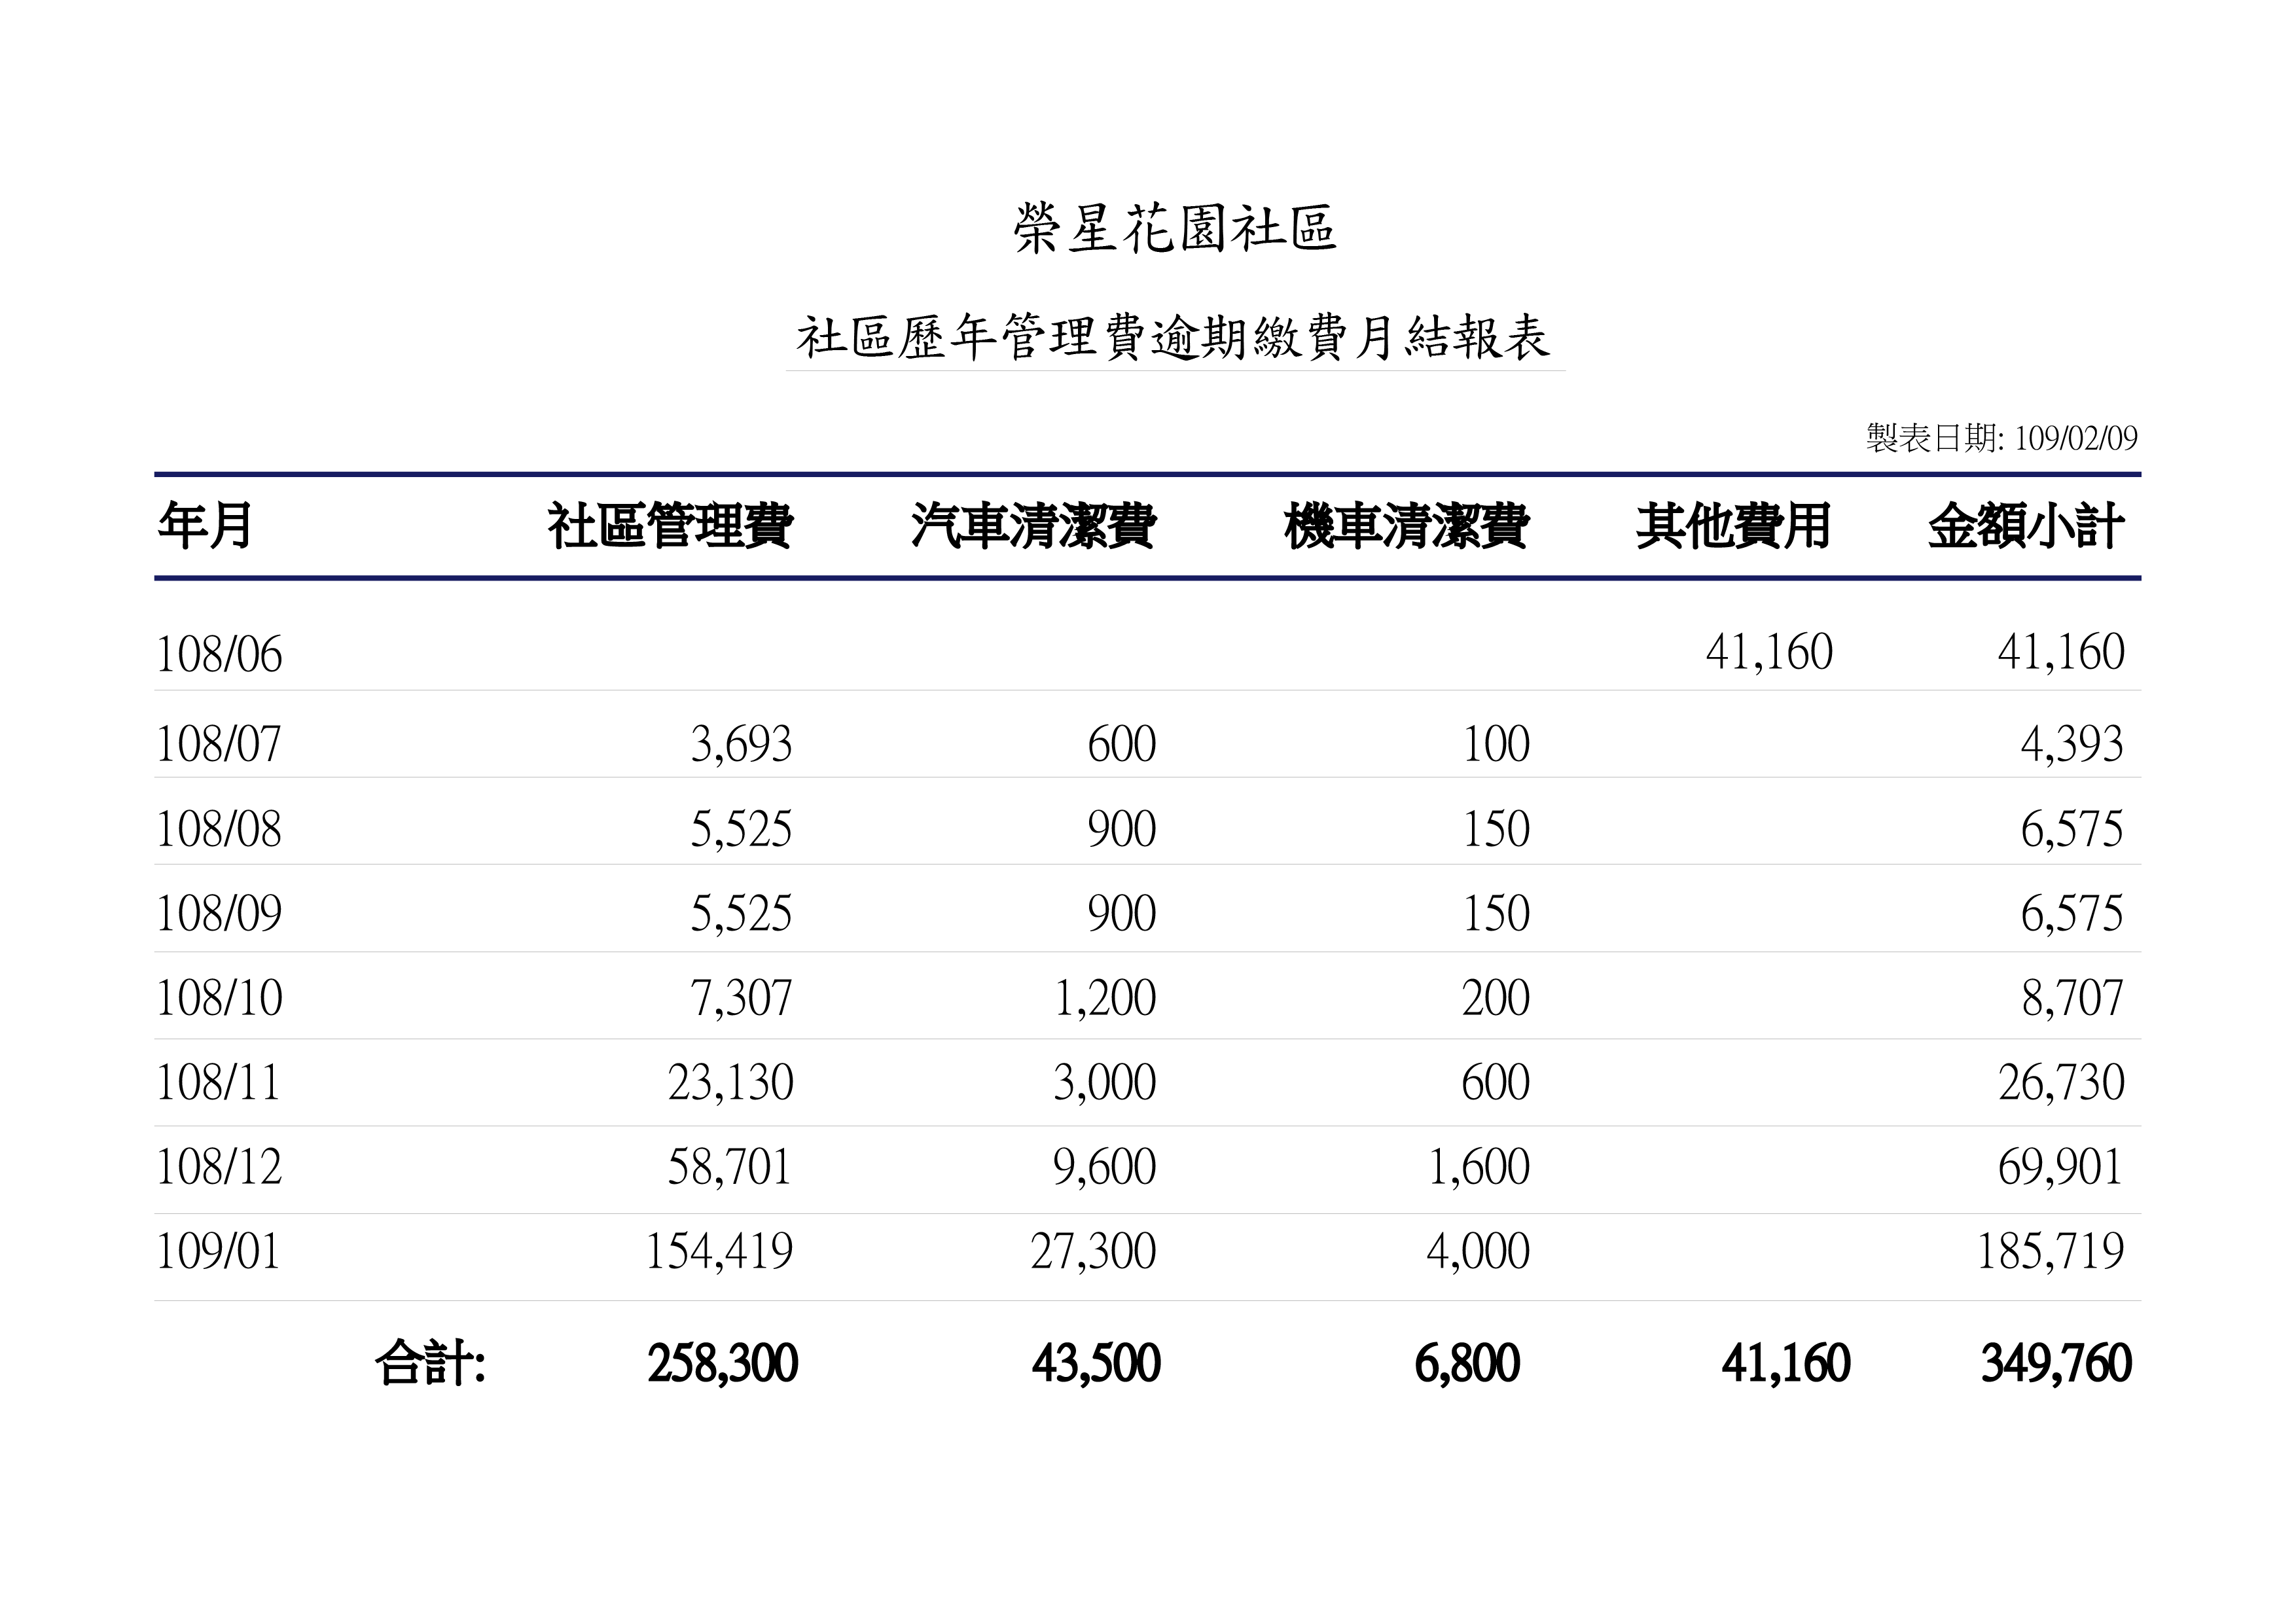 榮星花園社區
社區歷年管理費逾期繳費月結報表
製表日期: 109/02/09
年月 社區管理費 汽車清潔費 機車清潔費 其他費用 金額小計
108/06 41,160 41,160
108/07 3,693 600 100 4,393
108/08 5,525 900 150 6,575
108/09 5,525 900 150 6,575
108/10 7,307 1,200 200 8,707
108/11 23,130 3,000 600 26,730
108/12 58,701 9,600 1,600 69,901
109/01 154,419 27,300 4,000 185,719
合計: 258,300 43,500 6,800 41,160 349,760